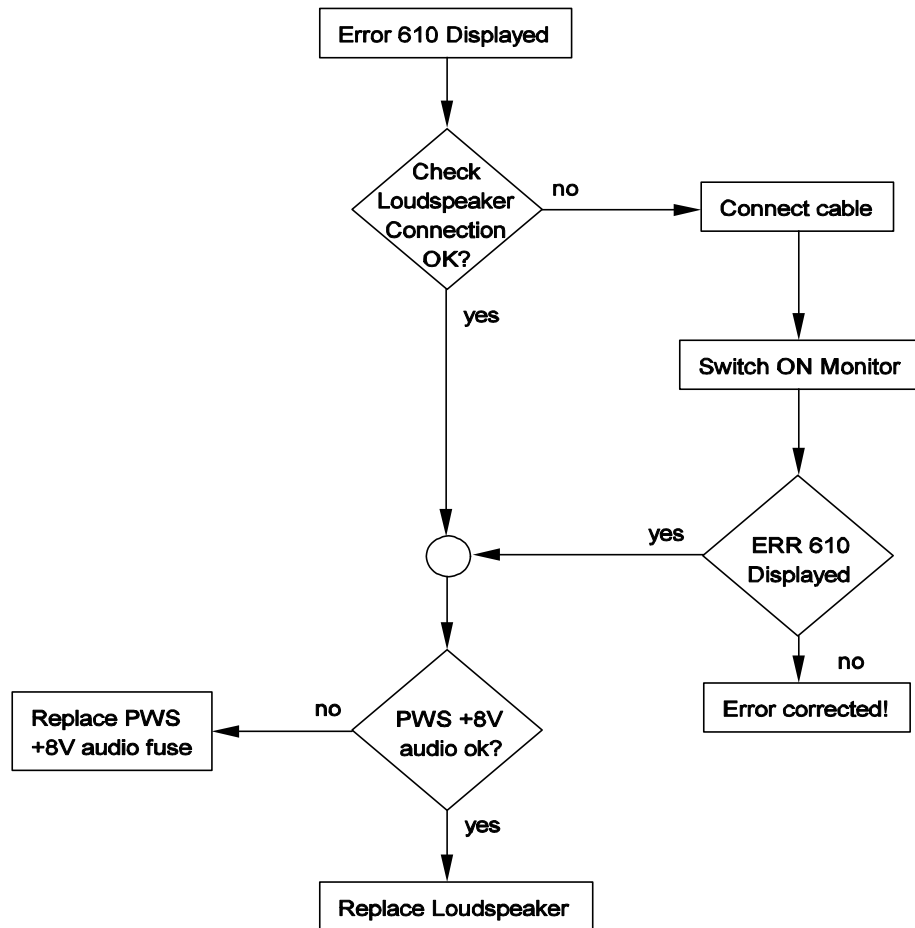 Error 610 Displayed
Check
Loudspeaker
Connection
OK?
no
Connect cable
yes
Switch ON Monitor
yes
ERR 610
Displayed
no
Error corrected!
no
Replace PWS
+8V audio fuse
PWS +8V
audio ok?
yes
Replace Loudspeaker